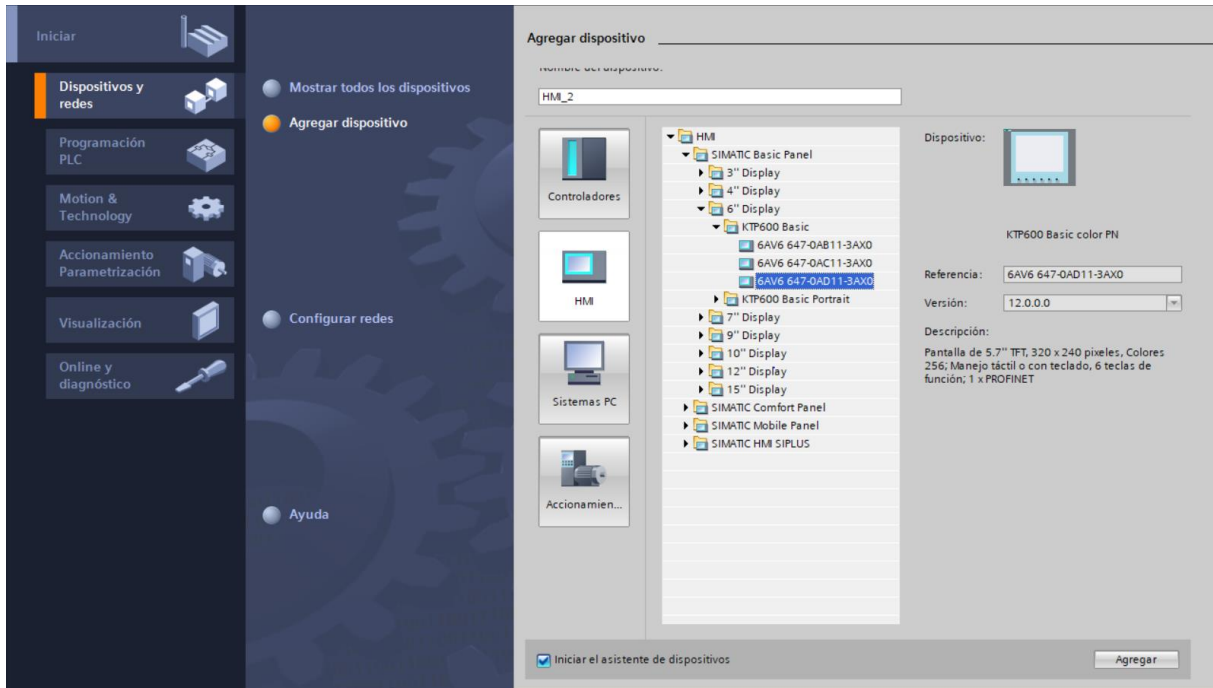 Iniciar
Dispositivos y
redes
Programación
PLC
Motion &
Technology
Accionamiento
Parametrización
Visualización
Online y
diagnóstico
Mostrar todos los dispositivos
Agregar dispositivo
Configurar redes
Ayuda
Agregar dispositivo
Nombre del dispositivo:
HMI_2
Controladores
HMI
Sistemas PC
Accionamien...
HMI
SIMATIC Basic Panel
3'' Display
4'' Display
6'' Display
KTP600 Basic
6AV6 647-0AB11-3AX0
6AV6 647-0AC11-3AX0
6AV6 647-0AD11-3AX0
KTP600 Basic Portrait
7'' Display
9'' Display
10'' Display
12'' Display
15'' Display
SIMATIC Comfort Panel
SIMATIC Mobile Panel
SIMATIC HMI SIPLUS
Dispositivo:
KTP600 Basic color PN
Referencia: 6AV6 647-0AD11-3AX0
Versión: 12.0.0.0
Descripción:
Pantalla de 5.7'' TFT, 320 x 240 pixeles, Colores
256; Manejo táctil o con teclado, 6 teclas de
función; 1 x PROFINET
Iniciar el asistente de dispositivos
Agregar